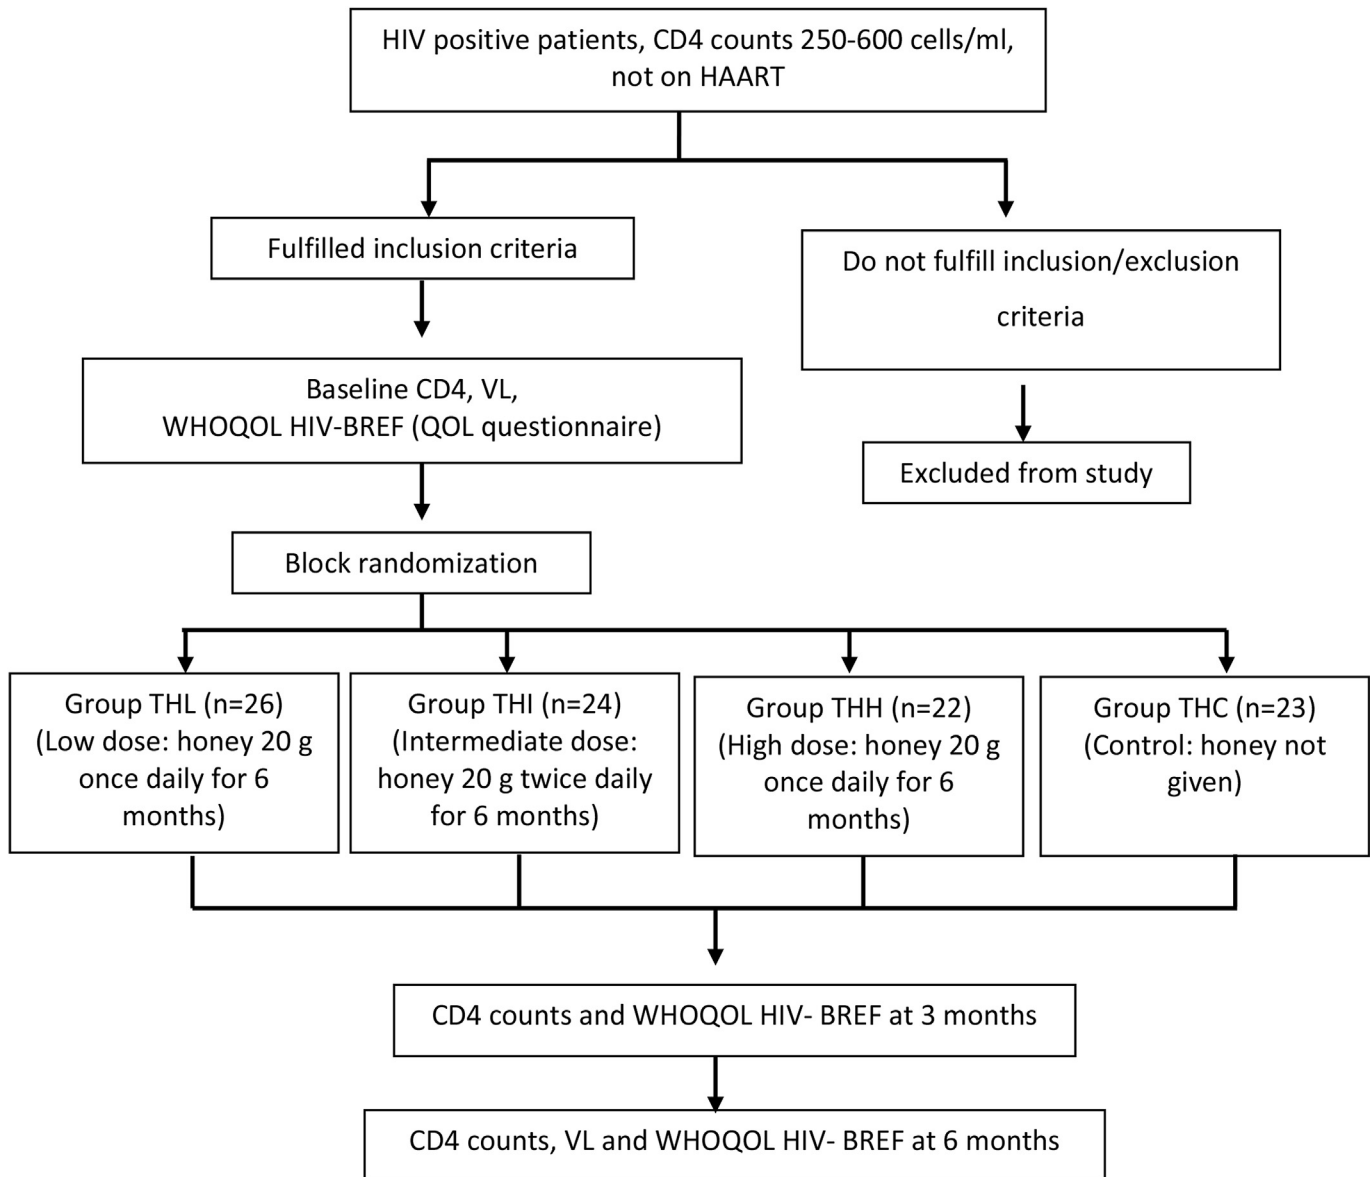 HIV positive patients, CD4 counts 250-600 cells/ml,
not on HAART
Fulfilled inclusion criteria
Do not fulfill inclusion/exclusion
criteria
Baseline CD4, VL,
WHOQOL HIV-BREF (QOL questionnaire)
Excluded from study
Block randomization
Group THL (n=26)
(Low dose: honey 20 g
once daily for 6
months)
Group THI (n=24)
(Intermediate dose:
honey 20 g twice daily
for 6 months)
Group THH (n=22)
(High dose: honey 20 g
once daily for 6
months)
Group THC (n=23)
(Control: honey not
given)
CD4 counts and WHOQOL HIV- BREF at 3 months
CD4 counts, VL and WHOQOL HIV- BREF at 6 months